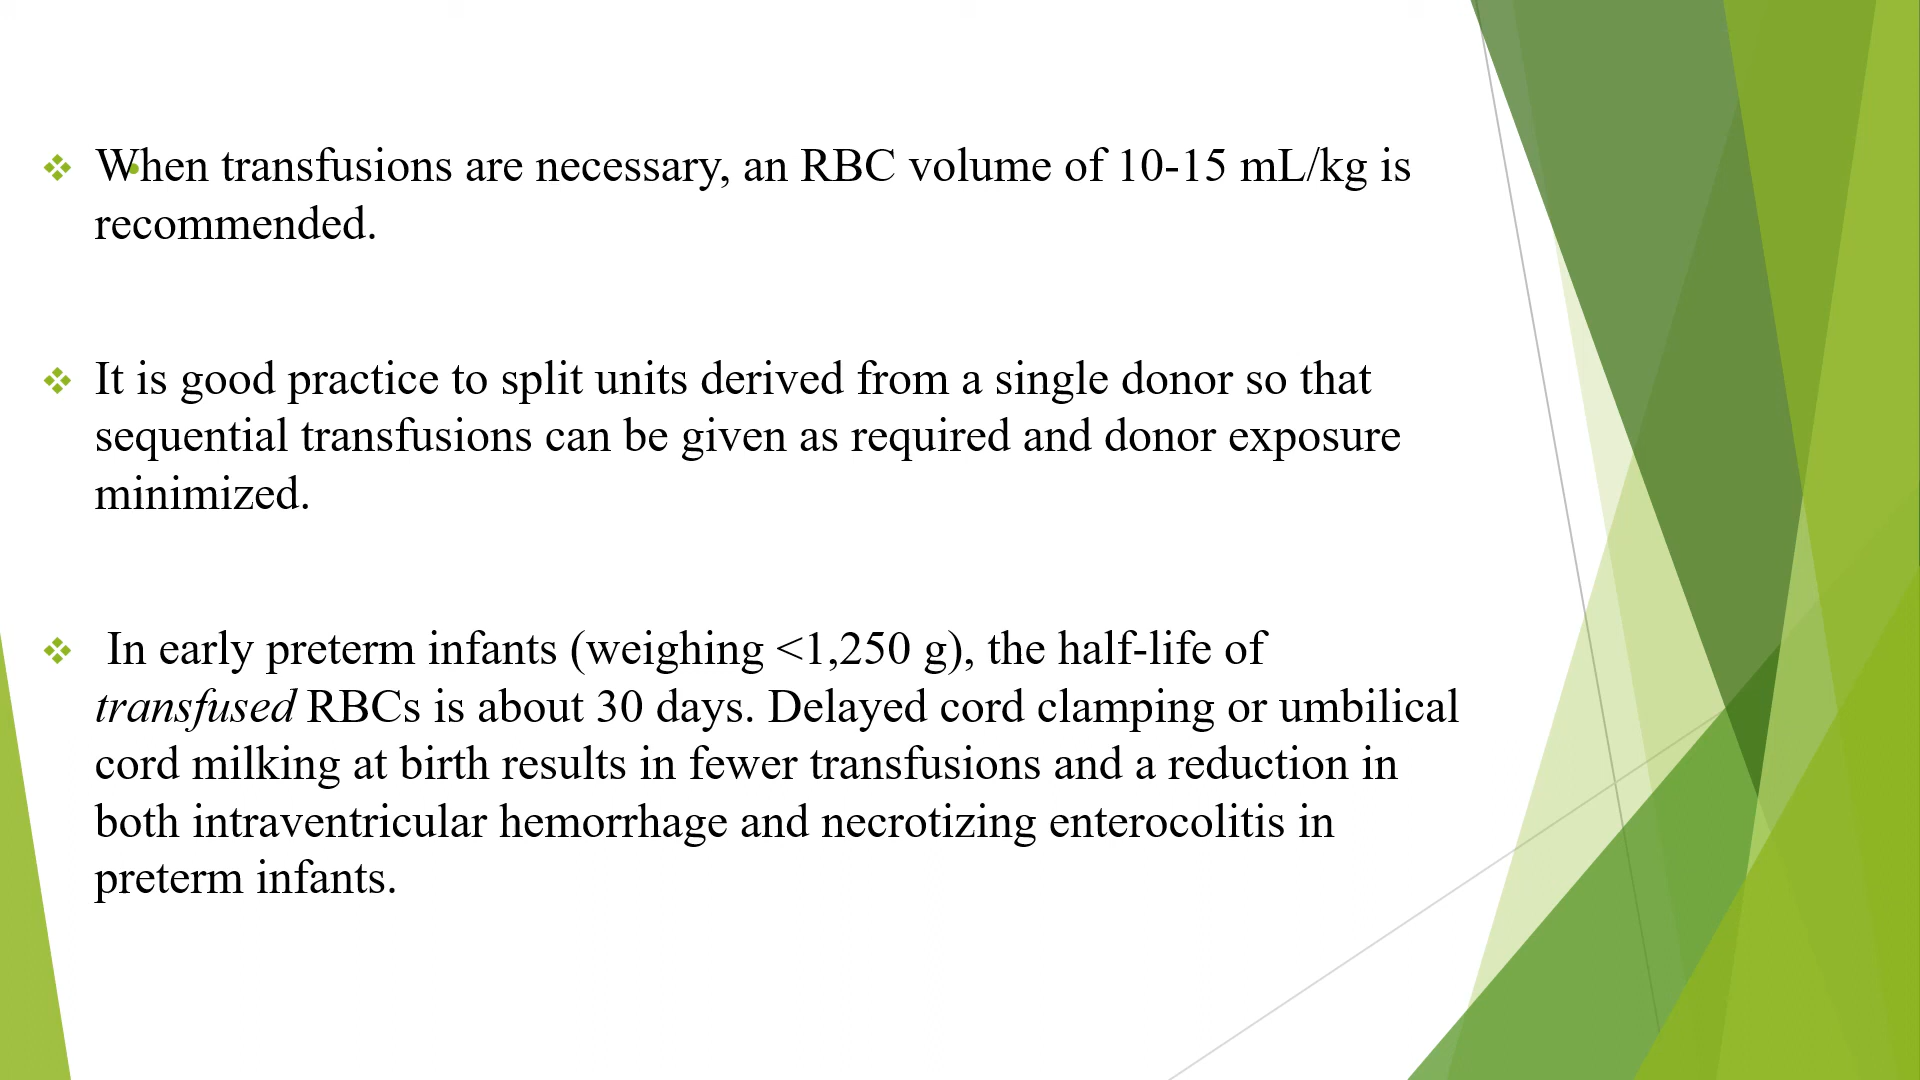 When transfusions are necessary, an RBC volume of 10-15 mL/kg is
recommended.
It is good practice to split units derived from a single donor so that
sequential transfusions can be given as required and donor exposure
minimized.
In early preterm infants (weighing <1,250 g), the half-life of
transfused RBCs is about 30 days. Delayed cord clamping or umbilical
cord milking at birth results in fewer transfusions and a reduction in
both intraventricular hemorrhage and necrotizing enterocolitis in
preterm infants.